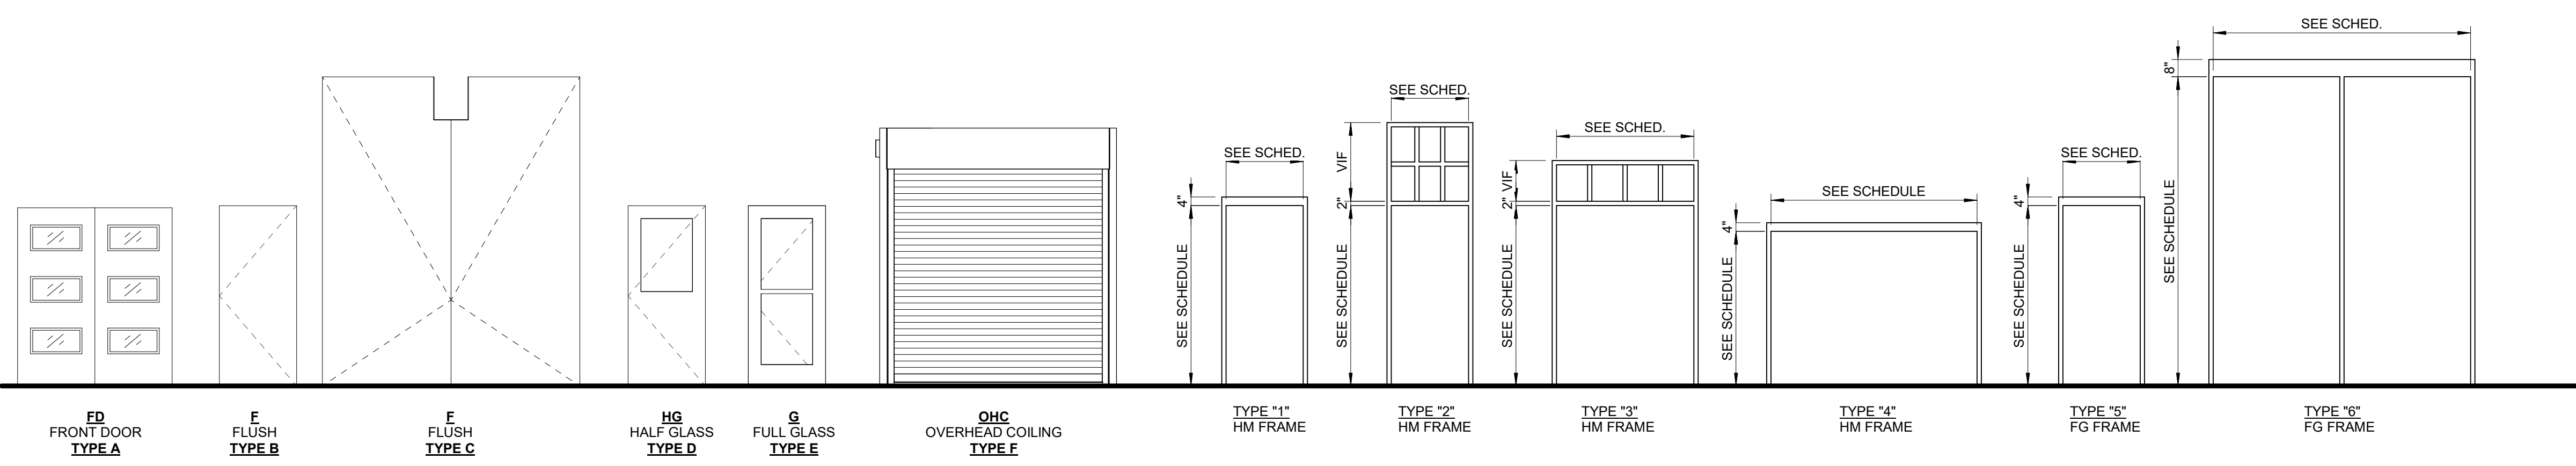 FD
FRONT DOOR
TYPE A
F
FLUSH
TYPE B
F
FLUSH
TYPE C
HG
HALF GLASS
TYPE D
G
FULL GLASS
TYPE E
OHC
OVERHEAD COILING
TYPE F
SEE SCHED.
4"
SEE SCHEDULE
TYPE "1"
HM FRAME
SEE SCHED.
VIF
2"
SEE SCHEDULE
TYPE "2"
HM FRAME
SEE SCHED.
VIF
2"
SEE SCHEDULE
TYPE "3"
HM FRAME
SEE SCHEDULE
4"
SEE SCHEDULE
TYPE "4"
HM FRAME
SEE SCHED.
4"
SEE SCHEDULE
TYPE "5"
FG FRAME
SEE SCHED.
8"
SEE SCHEDULE
TYPE "6"
FG FRAME